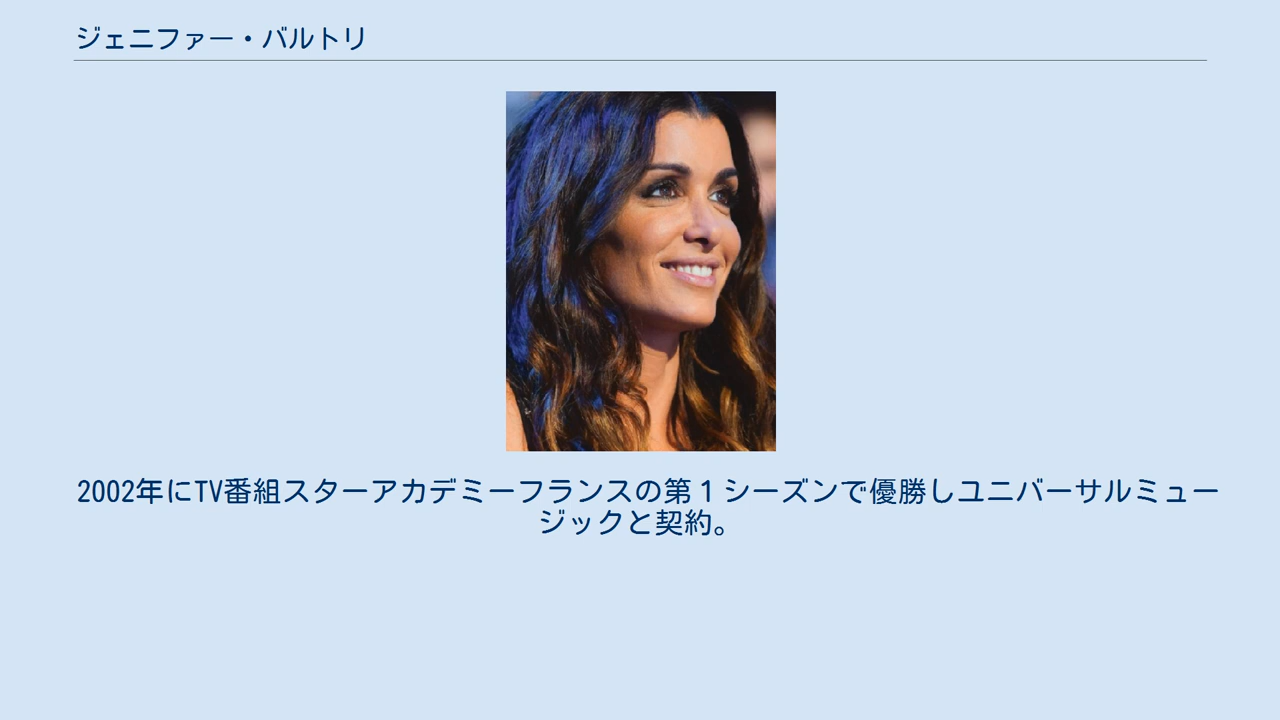 ジェニファー・バルトリ
2002年にTV番組スターアカデミーフランスの第１シーズンで優勝しユニバーサルミュー
ジックと契約。